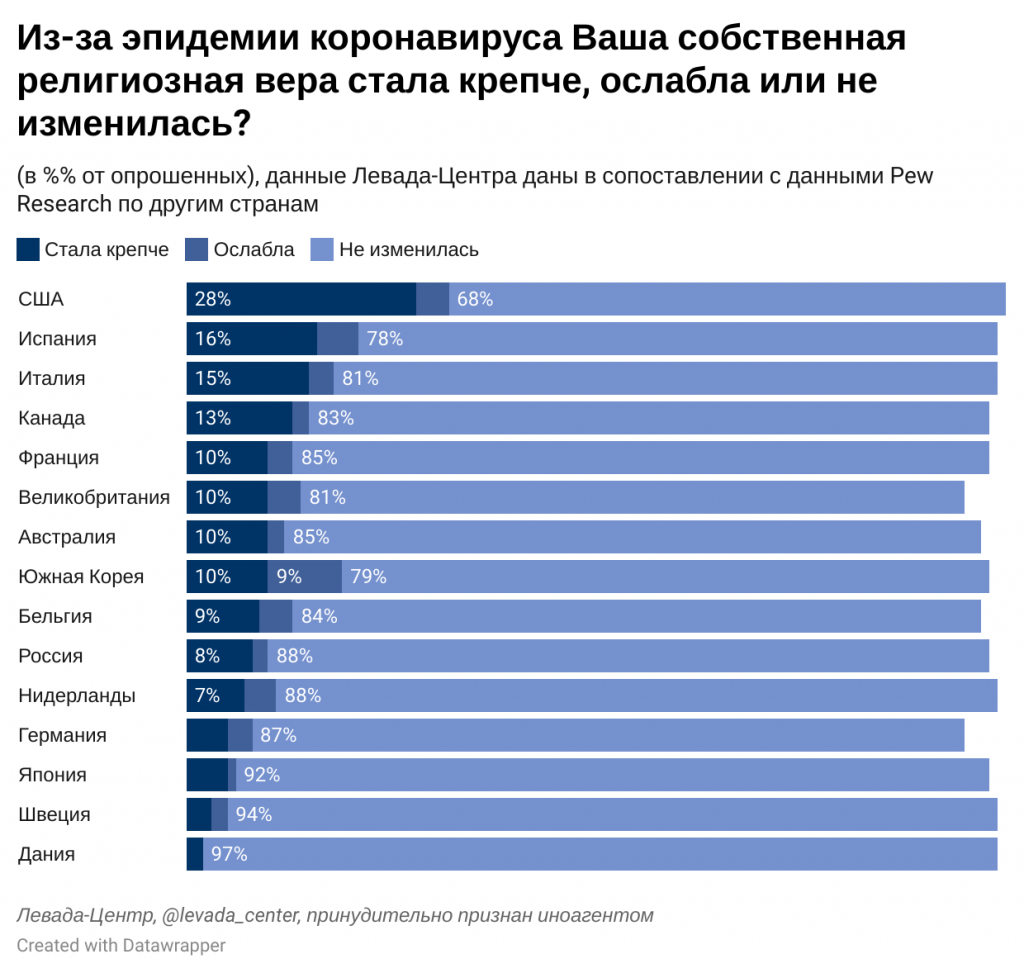 Из-за эпидемии коронавируса Ваша собственная
религиозная вера стала крепче, ослабла или не
изменилась?
(в %% от опрошенных), данные Левада-Центра даны в сопоставлении с данными Pew
Research по другим странам
Стала крепче Ослабла Не изменилась
США 28% 68%
Испания 16% 78%
Италия 15% 81%
Канада 13% 83%
Франция 10% 85%
Великобритания 10% 81%
Австралия 10% 85%
Южная Корея 10% 9% 79%
Бельгия 9% 84%
Россия 8% 88%
Нидерланды 7% 88%
Германия 87%
Япония 92%
Швеция 94%
Дания 97%
Левада-Центр, @levada_center, принудительно признан иноагентом
Created with Datawrapper